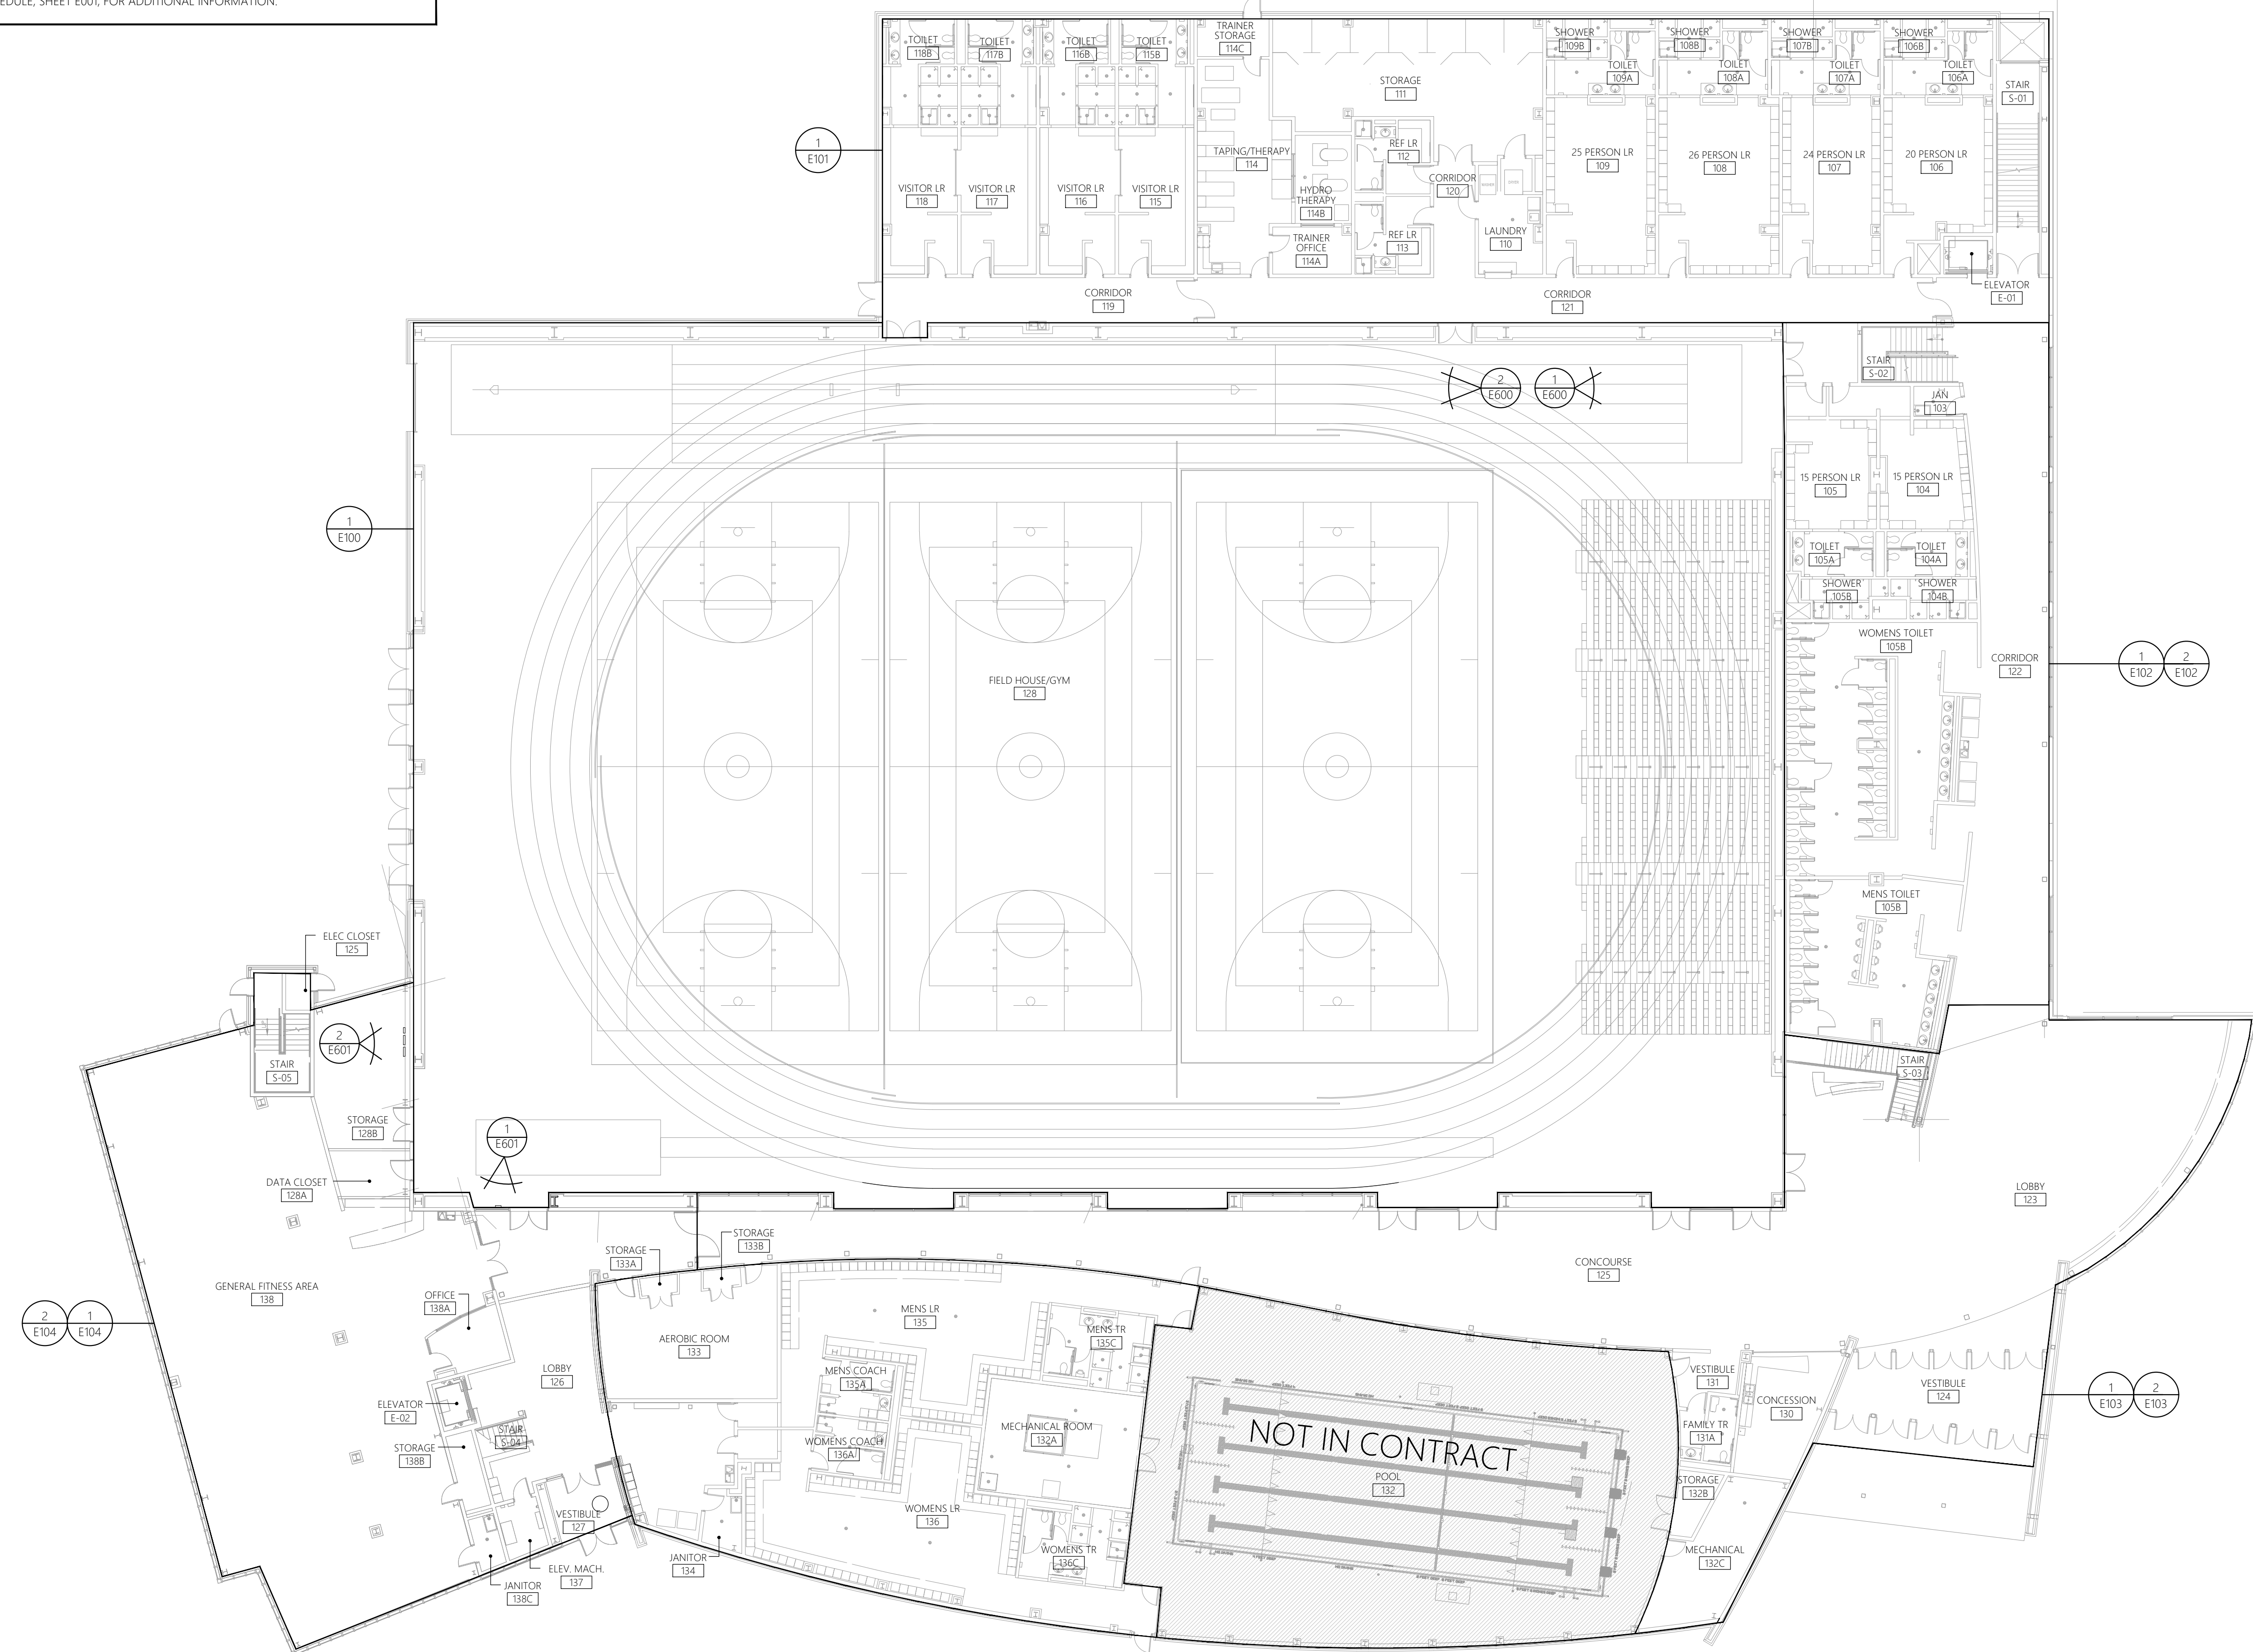 EDULE, SHEET E001, FOR ADDITIONAL INFORMATION.
TOILET
118B
TOILET
117B
TOILET
116B
TOILET
115B
TRAINER
STORAGE
114C
STORAGE
111
SHOWER
109B
SHOWER
108B
SHOWER
107B
SHOWER
106B
TOILET
109A
TOILET
108A
TOILET
107A
TOILET
106A
STAIR
S-01
1
E101
TAPING/THERAPY
114
REF LR
112
25 PERSON LR
109
26 PERSON LR
108
24 PERSON LR
107
20 PERSON LR
106
VISITOR LR
118
VISITOR LR
117
VISITOR LR
116
VISITOR LR
115
HYDRO
THERAPY
114B
CORRIDOR
120
TRAINER
OFFICE
114A
REF LR
113
LAUNDRY
110
CORRIDOR
119
CORRIDOR
121
ELEVATOR
E-01
STAIR
S-02
2
E600
1
E600
JAN
103
15 PERSON LR
105
15 PERSON LR
104
1
E100
TOILET
105A
TOILET
104A
SHOWER
105B
SHOWER
104B
WOMENS TOILET
105B
CORRIDOR
122
1
E102
2
E102
FIELD HOUSE/GYM
128
MENS TOILET
105B
ELEC CLOSET
125
2
E601
STAIR
S-05
STAIR
S-03
STORAGE
128B
1
E601
DATA CLOSET
128A
LOBBY
123
STORAGE
133B
STORAGE
133A
CONCOURSE
125
GENERAL FITNESS AREA
138
OFFICE
138A
2
E104
1
E104
MENS LR
135
AEROBIC ROOM
133
MENS TR
135C
LOBBY
126
MENS COACH
135A
VESTIBULE
131
CONCESSION
130
VESTIBULE
124
1
E103
2
E103
ELEVATOR
E-02
STAIR
S-04
MECHANICAL ROOM
132A
NOT IN CONTRACT
FAMILY TR
131A
STORAGE
138B
WOMENS COACH
136A
POOL
132
STORAGE
132B
VESTIBULE
127
WOMENS LR
136
WOMENS TR
136C
MECHANICAL
132C
JANITOR
134
ELEV. MACH.
137
JANITOR
138C